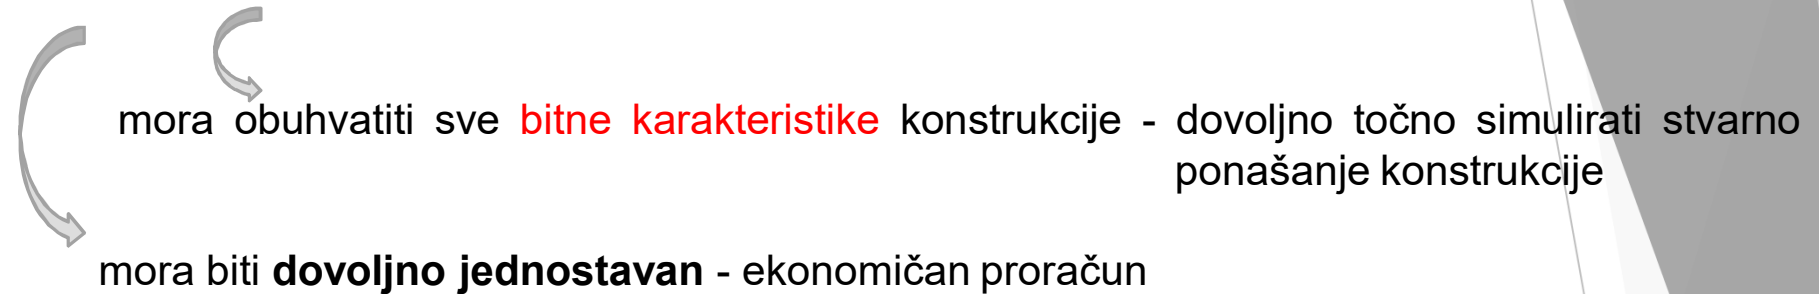 mora obuhvatiti sve bitne karakteristike konstrukcije - dovoljno točno simulirati stvarno
ponašanje konstrukcije
mora biti dovoljno jednostavan - ekonomičan proračun